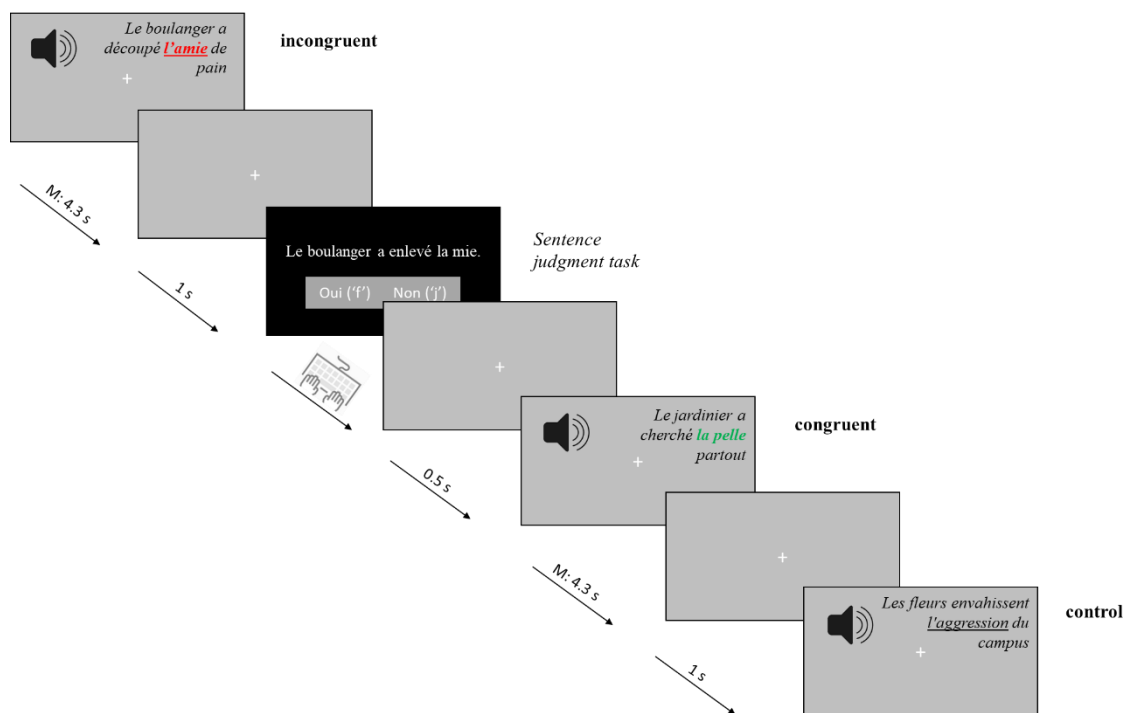 Le boulanger a
découpé l'amie de
pain
incongruent
M: 4.3 s
1 s
Le boulanger a enlevé la mie.
Oui ('f') Non ('j')
Sentence
judgment task
0.5 s
Le jardinier a
cherché la pelle
partout
congruent
M: 4.3 s
1 s
Les fleurs envahissent
l'aggression du
campus
control